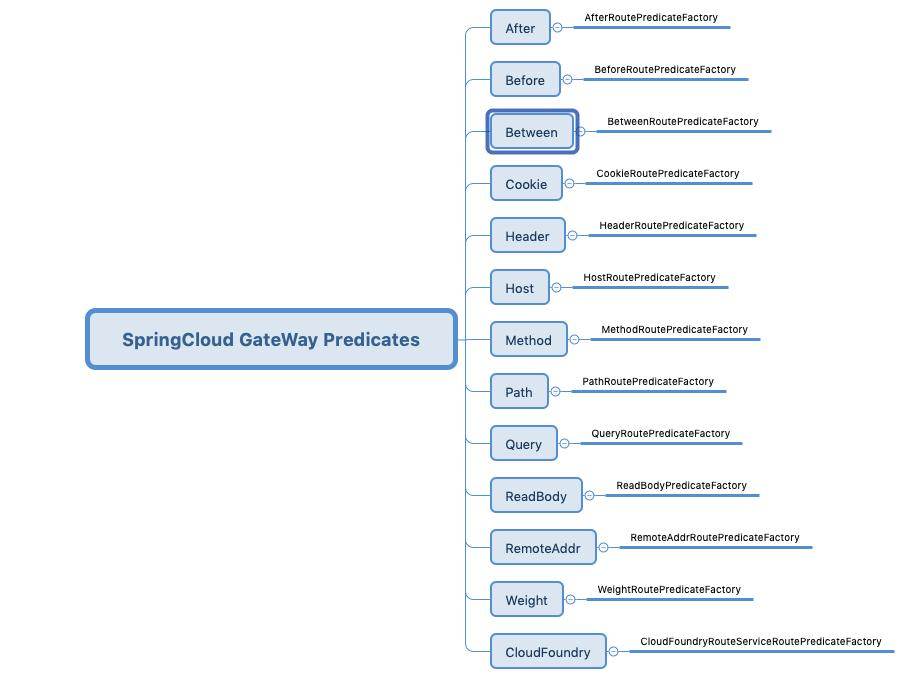 After
AfterRoutePredicateFactory
Before
BeforeRoutePredicateFactory
Between
BetweenRoutePredicateFactory
Cookie
CookieRoutePredicateFactory
Header
HeaderRoutePredicateFactory
Host
HostRoutePredicateFactory
SpringCloud GateWay Predicates
Method
MethodRoutePredicateFactory
Path
PathRoutePredicateFactory
Query
QueryRoutePredicateFactory
ReadBody
ReadBodyPredicateFactory
RemoteAddr
RemoteAddrRoutePredicateFactory
Weight
WeightRoutePredicateFactory
CloudFoundry
CloudFoundryRouteServiceRoutePredicateFactory